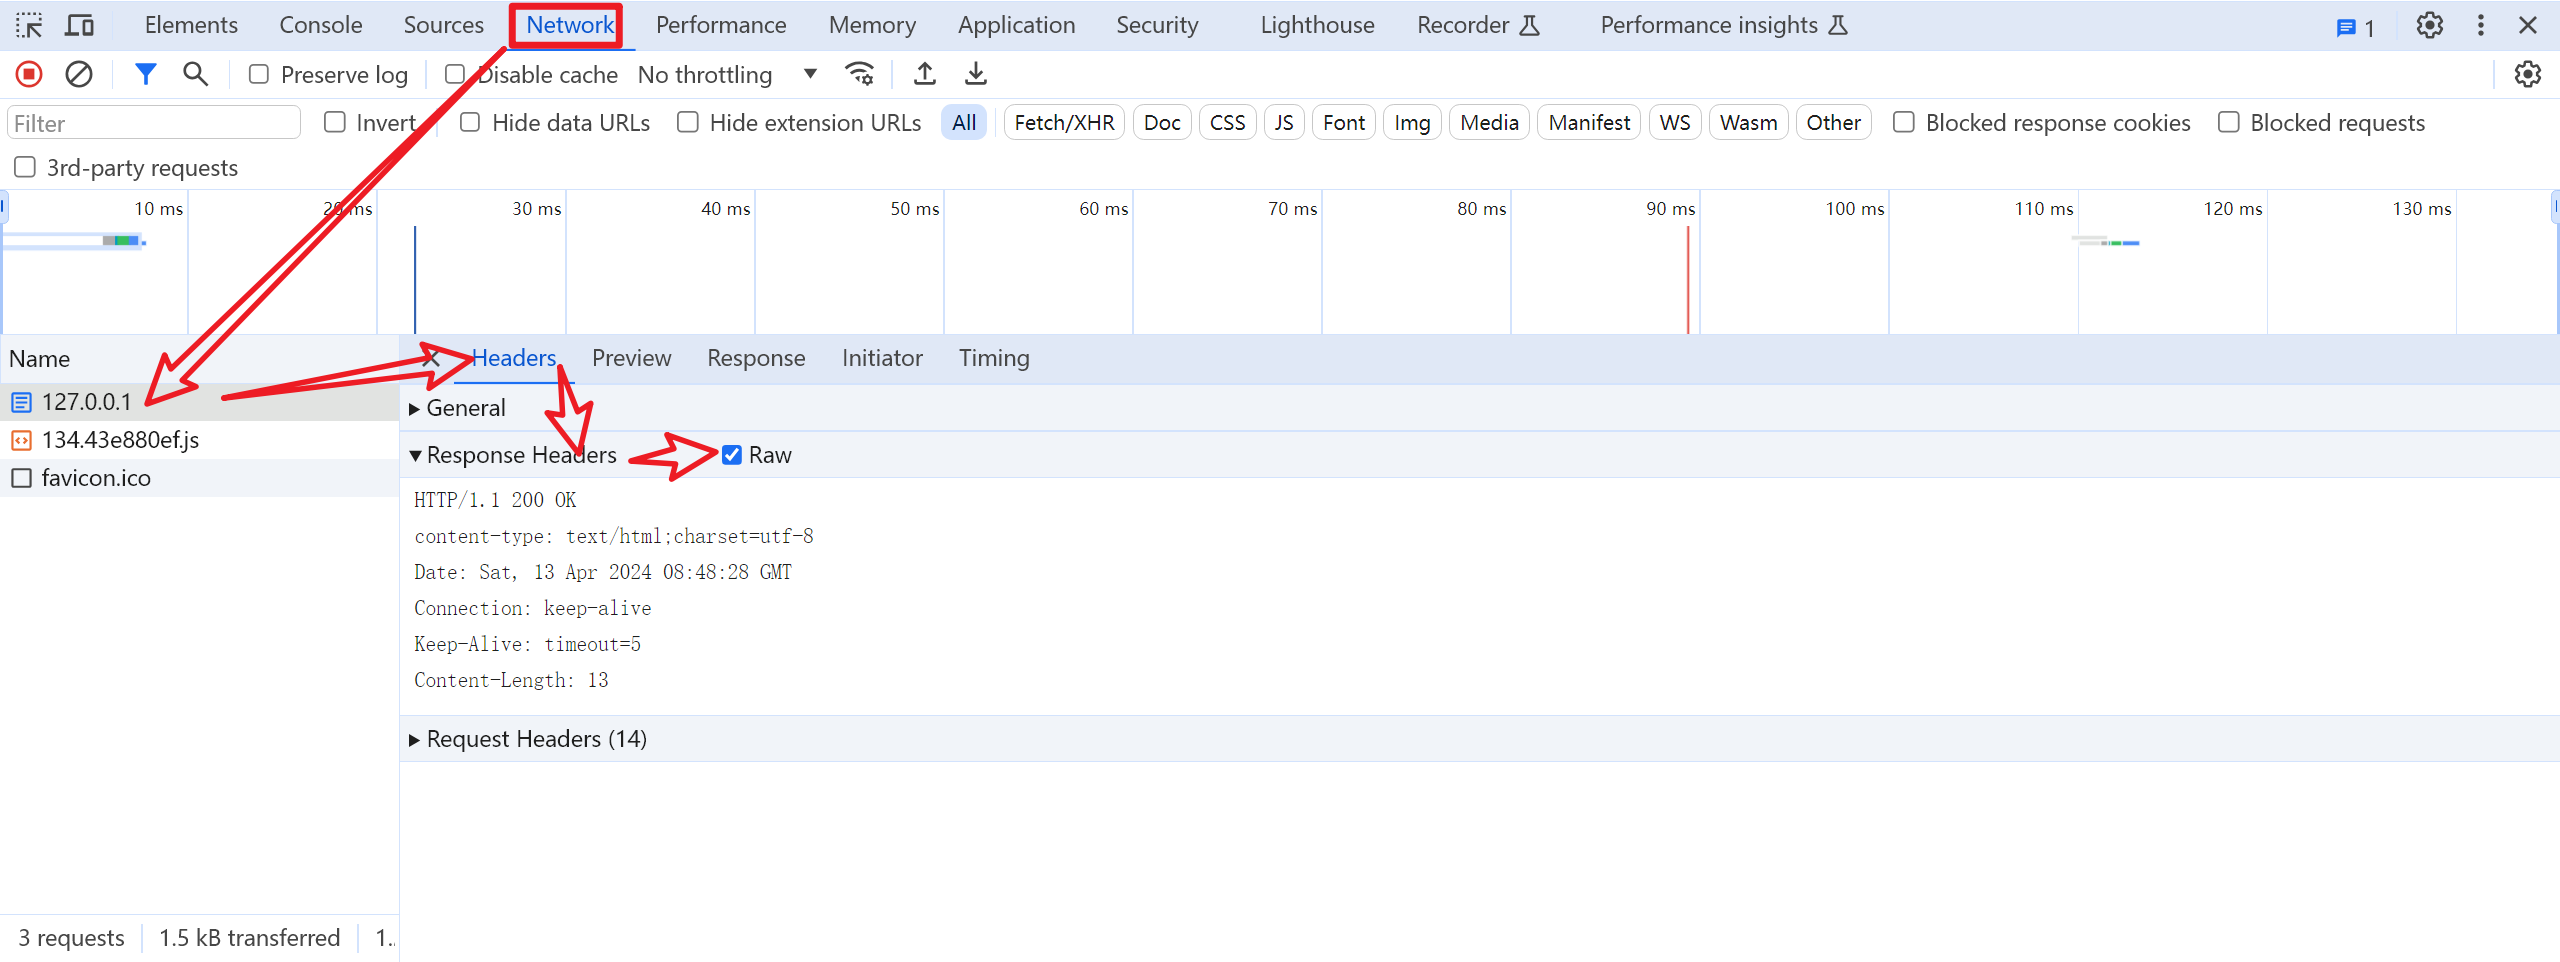 Elements Console Sources Network Performance Memory Application Security Lighthouse Recorder Performance insights 1
Preserve log Disable cache No throttling
Filter Invert Hide data URLs Hide extension URLs All Fetch/XHR Doc CSS JS Font Img Media Manifest WS Wasm Other Blocked response cookies Blocked requests
3rd-party requests
10 ms 20 ms 30 ms 40 ms 50 ms 60 ms 70 ms 80 ms 90 ms 100 ms 110 ms 120 ms 130 ms
Name
127.0.0.1
134.43e880ef.js
favicon.ico
Headers Preview Response Initiator Timing
General
Response Headers Raw
HTTP/1.1 200 OK
content-type: text/html;charset=utf-8
Date: Sat, 13 Apr 2024 08:48:28 GMT
Connection: keep-alive
Keep-Alive: timeout=5
Content-Length: 13
Request Headers (14)
3 requests 1.5 kB transferred 1.